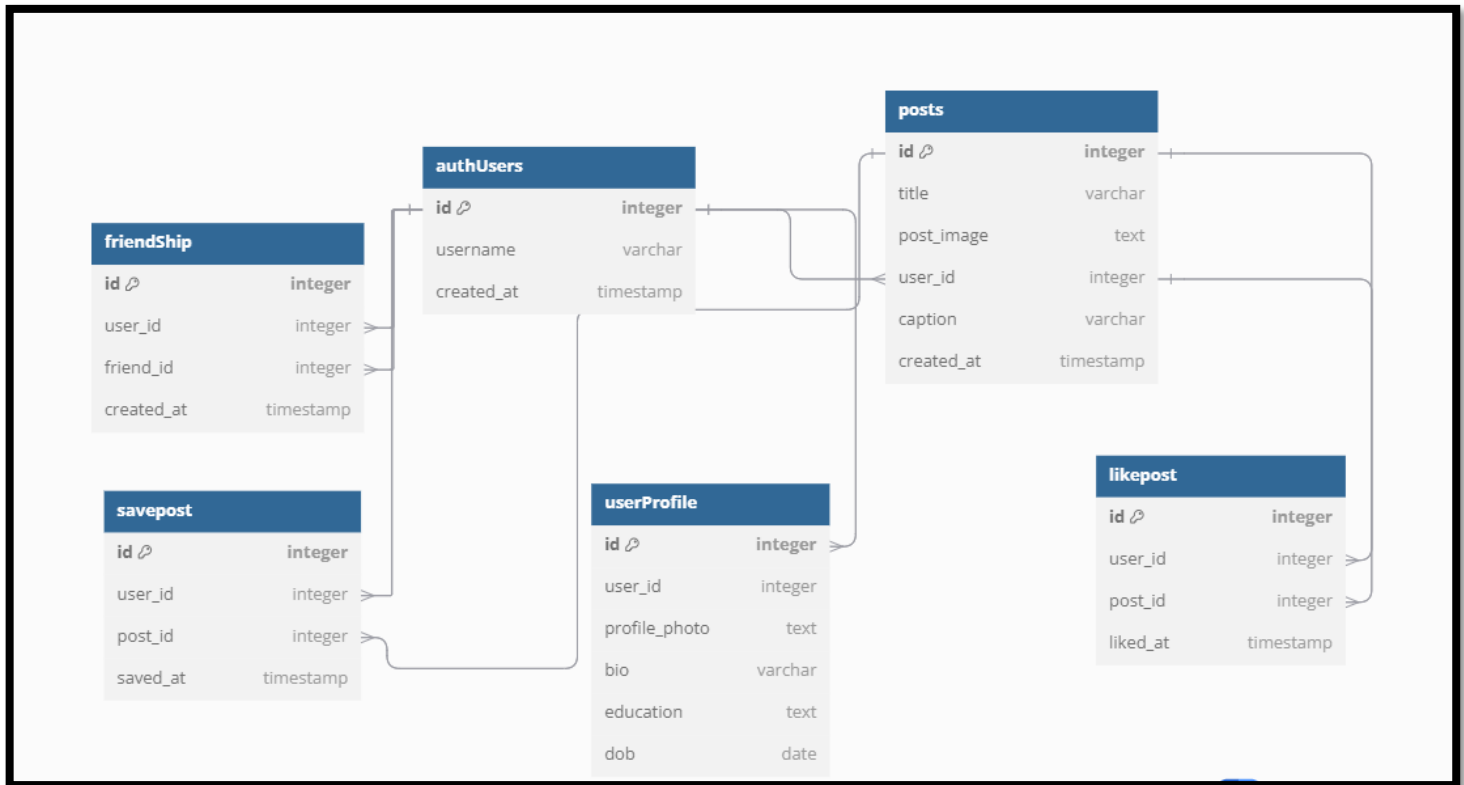 posts
id integer
title varchar
post_image text
user_id integer
caption varchar
created_at timestamp
authUsers
id integer
username varchar
created_at timestamp
friendShip
id integer
user_id integer
friend_id integer
created_at timestamp
savepost
id integer
user_id integer
post_id integer
saved_at timestamp
userProfile
id integer
user_id integer
profile_photo text
bio varchar
education text
dob date
likepost
id integer
user_id integer
post_id integer
liked_at timestamp